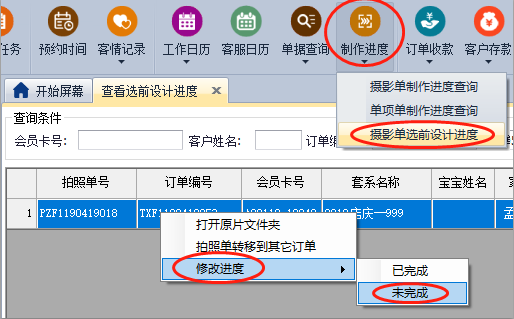 任务 预约时间 客情记录 工作日历 客服日历 单据查询 制作进度 订单收款 客户存款
摄影单制作进度查询
单项单制作进度查询
摄影单选前设计进度
开始屏幕 查看选前设计进度
查询条件
会员卡号: 客户姓名: 订单
拍照单号 订单编号 会员卡号 套系名称 宝宝姓名
1 PZF1190419018 店庆一999 孟
打开原片文件夹
拍照单转移到其它订单
修改进度
已完成
未完成